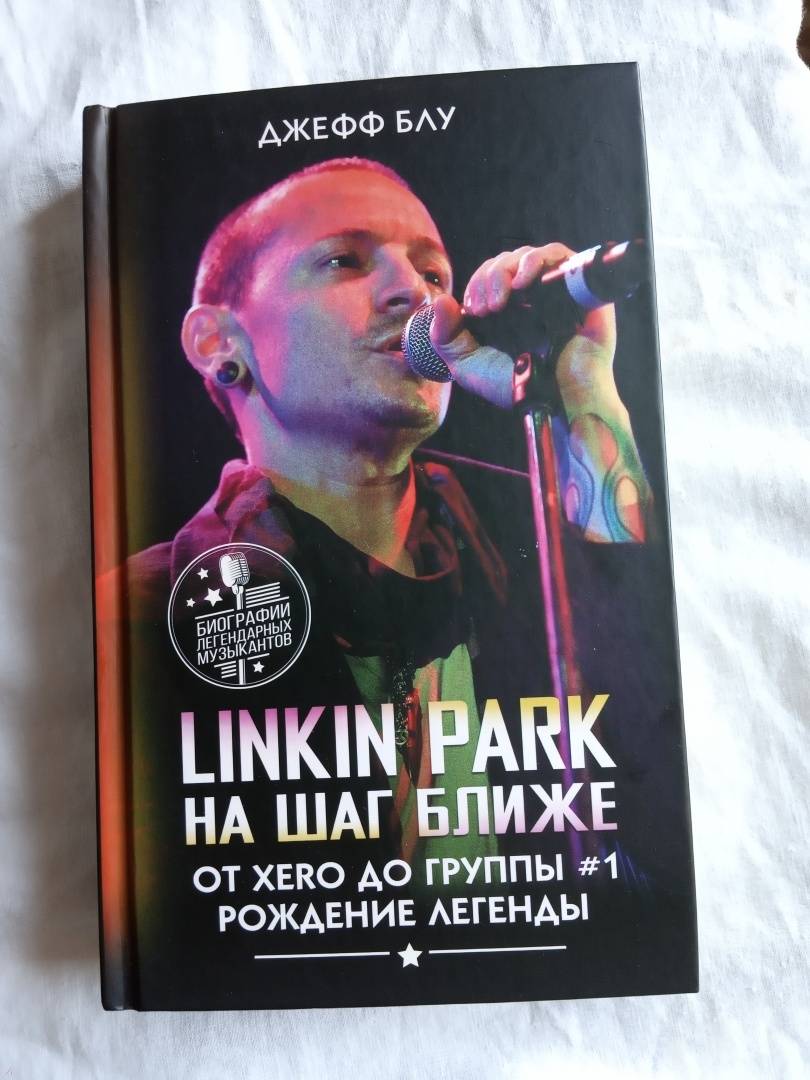 ДЖЕФФ БЛУ
БИОГРАФИИ
ЛЕГЕНДАРНЫХ
МУЗЫКАНТОВ
LINKIN PARK
НА ШАГ БЛИЖЕ
ОТ XERO ДО ГРУППЫ #1
РОЖДЕНИЕ ЛЕГЕНДЫ